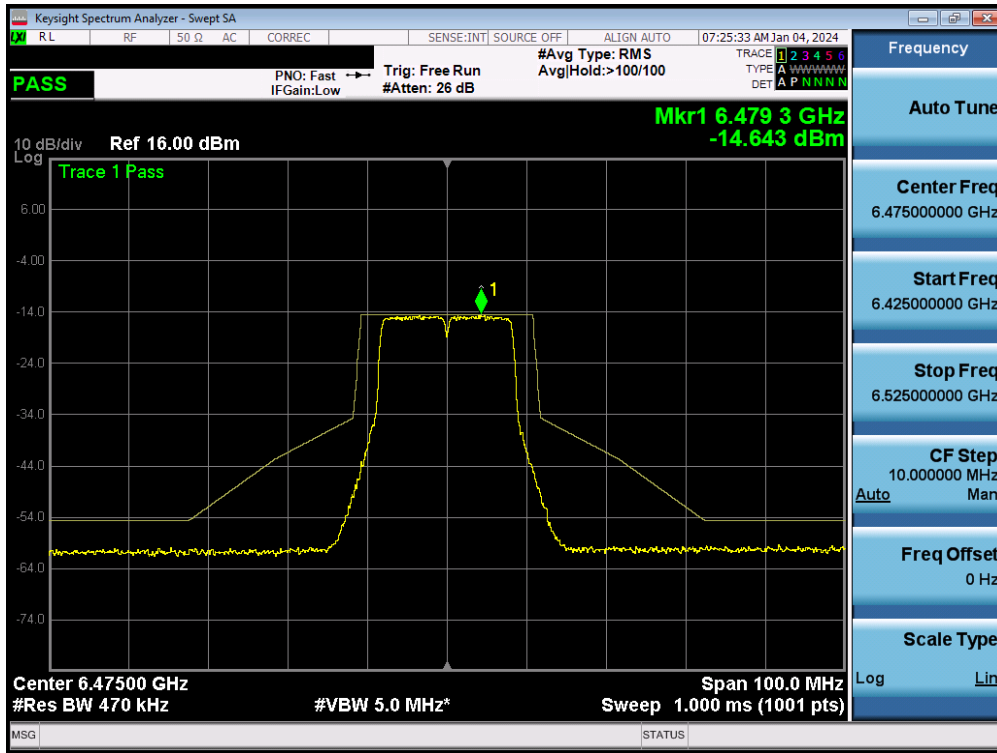 Keysight Spectrum Analyzer - Swept SA
LXI RL RF 50 Ω AC CORREC SENSE:INT SOURCE OFF ALIGN AUTO 07:25:33 AM Jan 04, 2024
PASS
PNO: Fast
IFGain:Low
Trig: Free Run
#Atten: 26 dB
#Avg Type: RMS
Avg|Hold:>100/100
TRACE 1 2 3 4 5 6
TYPE A WWWWW
DET A P N N N N
Mkr1 6.479 3 GHz
-14.643 dBm
10 dB/div Ref 16.00 dBm
Log
Trace 1 Pass
1
6.00
-4.00
-14.0
-24.0
-34.0
-44.0
-54.0
-64.0
-74.0
Center 6.47500 GHz Span 100.0 MHz
#Res BW 470 kHz #VBW 5.0 MHz* Sweep 1.000 ms (1001 pts)
MSG STATUS
Frequency
Auto Tune
Center Freq
6.475000000 GHz
Start Freq
6.425000000 GHz
Stop Freq
6.525000000 GHz
CF Step
10.000000 MHz
Auto Man
Freq Offset
0 Hz
Scale Type
Log Lin